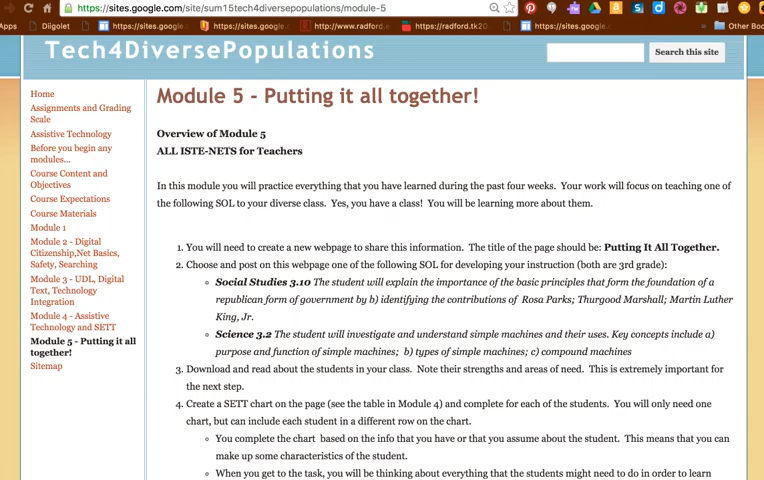 https://sites.google.com/site/sum15tech4diversepopulations/module-5
Apps
Diigolet
https://sites.google.
https://sites.google.
http://www.radford.e
https://radford.tk20
https://sites.google.
Other Boo
Tech4DiversePopulations
Search this site
Home
Assignments and Grading
Scale
Assistive Technology
Before you begin any
modules...
Course Content and
Objectives
Course Expectations
Course Materials
Module 1
Module 2 - Digital
Citizenship,Net Basics,
Safety, Searching
Module 3 - UDL, Digital
Text, Technology
Integration
Module 4 - Assistive
Technology and SETT
Module 5 - Putting it all
together!
Sitemap
Module 5 - Putting it all together!
Overview of Module 5
ALL ISTE-NETS for Teachers
In this module you will practice everything that you have learned during the past four weeks. Your work will focus on teaching one of
the following SOL to your diverse class. Yes, you have a class! You will be learning more about them.
1. You will need to create a new webpage to share this information. The title of the page should be: Putting It All Together.
2. Choose and post on this webpage one of the following SOL for developing your instruction (both are 3rd grade):
Social Studies 3.10 The student will explain the importance of the basic principles that form the foundation of a
republican form of government by b) identifying the contributions of Rosa Parks; Thurgood Marshall; Martin Luther
King, Jr.
Science 3.2 The student will investigate and understand simple machines and their uses. Key concepts include a)
purpose and function of simple machines; b) types of simple machines; c) compound machines
3. Download and read about the students in your class. Note their strengths and areas of need. This is extremely important for
the next step.
4. Create a SETT chart on the page (see the table in Module 4) and complete for each of the students. You will only need one
chart, but can include each student in a different row on the chart.
You complete the chart based on the info that you have or that you assume about the student. This means that you can
make up some characteristics of the student.
When you get to the task, you will be thinking about everything that the students might need to do in order to learn